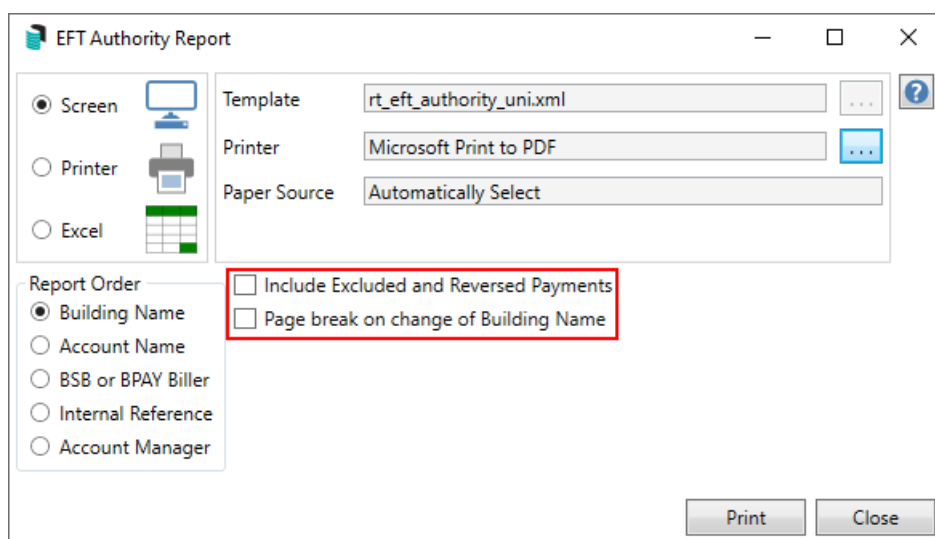 EFT Authority Report
Screen
Printer
Excel
Template rt_eft_authority_uni.xml ...
Printer Microsoft Print to PDF ...
Paper Source Automatically Select
?
Report Order
Building Name
Account Name
BSB or BPAY Biller
Internal Reference
Account Manager
Include Excluded and Reversed Payments
Page break on change of Building Name
Print Close